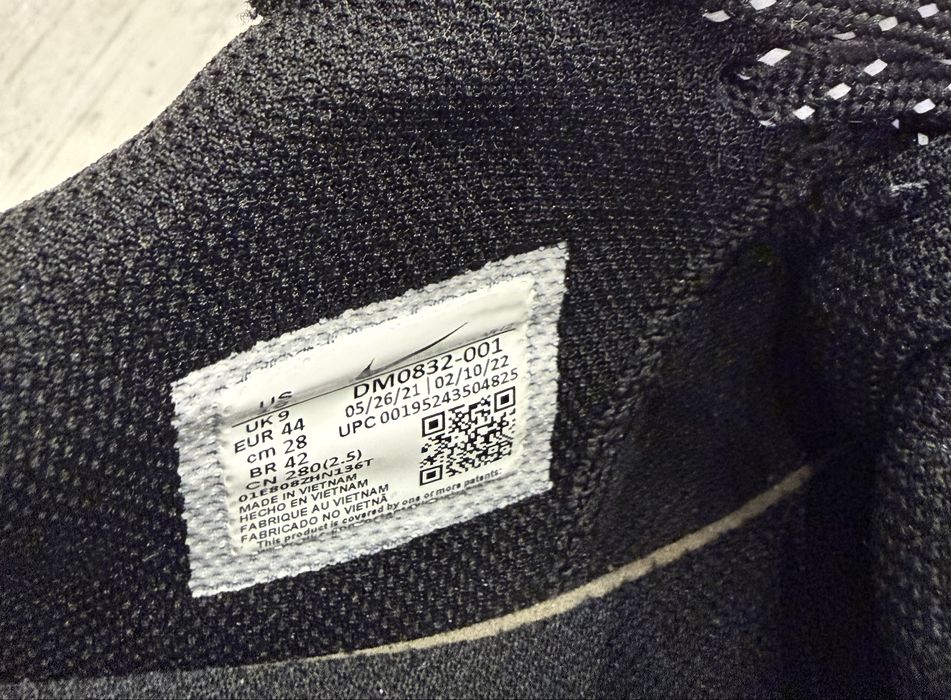 US
UK 9
EUR 44
cm 28
BR 42
CN 280(2.5)
DM0832-001
05/26/21 | 02/10/22
UPC 00195243504825
01E808ZHN136T
MADE IN VIETNAM
HECHO EN VIETNAM
FABRIQUE AU VIETNAM
FABRICADO NO VIETNÃ
This product is covered by one or more patents: